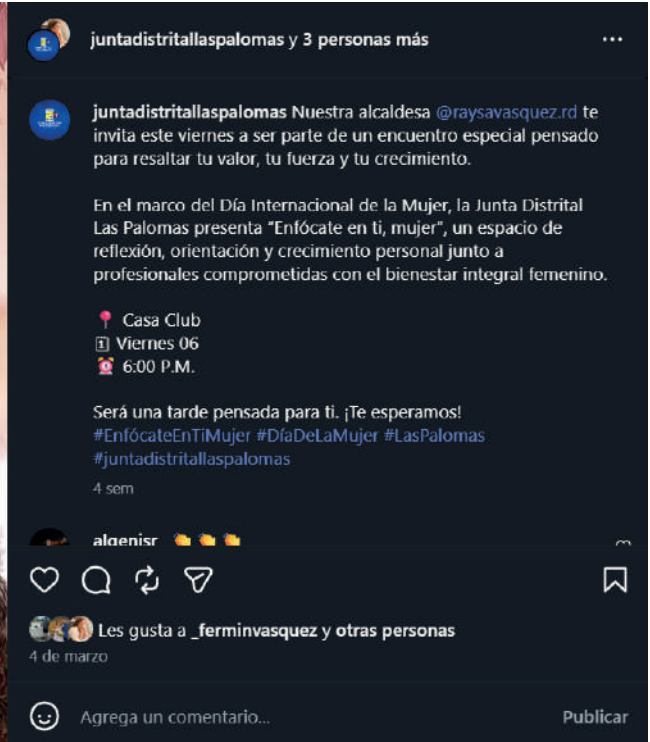 juntadistritallaspalomas y 3 personas más
juntadistritallaspalomas Nuestra alcaldesa @raysavasquez.rd te
invita este viernes a ser parte de un encuentro especial pensado
para resaltar tu valor, tu fuerza y tu crecimiento.
En el marco del Día Internacional de la Mujer, la Junta Distrital
Las Palomas presenta "Enfócate en ti, mujer", un espacio de
reflexión, orientación y crecimiento personal junto a
profesionales comprometidas con el bienestar integral femenino.
📍 Casa Club
🗓 Viernes 06
⏰ 6:00 P.M.
Será una tarde pensada para ti. ¡Te esperamos!
#EnfócateEnTiMujer #DíaDeLaMujer #LasPalomas
#juntadistritallaspalomas
4 sem
algenisr 👏👏👏
Les gusta a _ferminvasquez y otras personas
4 de marzo
Agrega un comentario...
Publicar